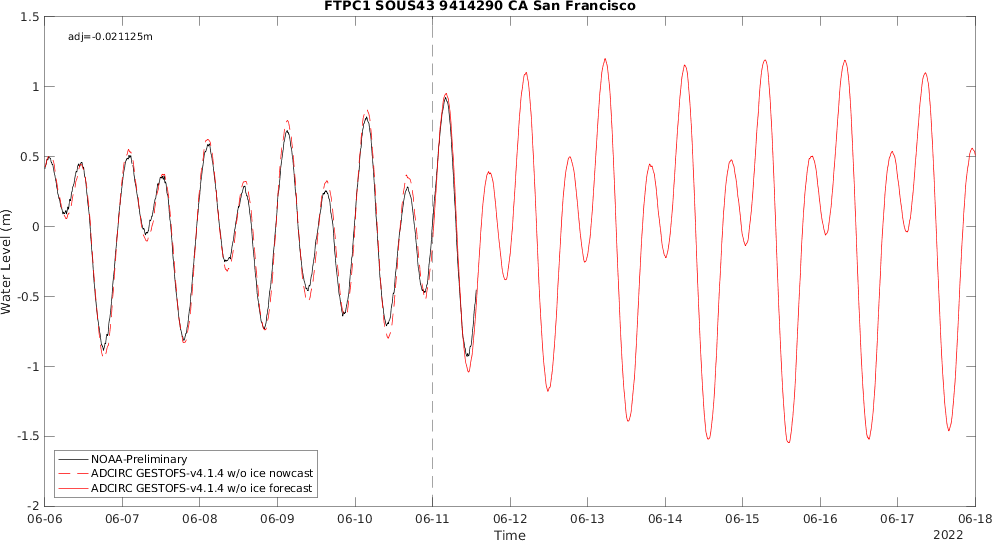 FTPC1 SOUS43 9414290 CA San Francisco
adj=-0.021125m
1.5
1
0.5
0
-0.5
-1
-1.5
-2
Water Level (m)
NOAA-Preliminary
ADCIRC GESTOFS-v4.1.4 w/o ice nowcast
ADCIRC GESTOFS-v4.1.4 w/o ice forecast
06-06 06-07 06-08 06-09 06-10 06-11 06-12 06-13 06-14 06-15 06-16 06-17 06-18
Time
2022